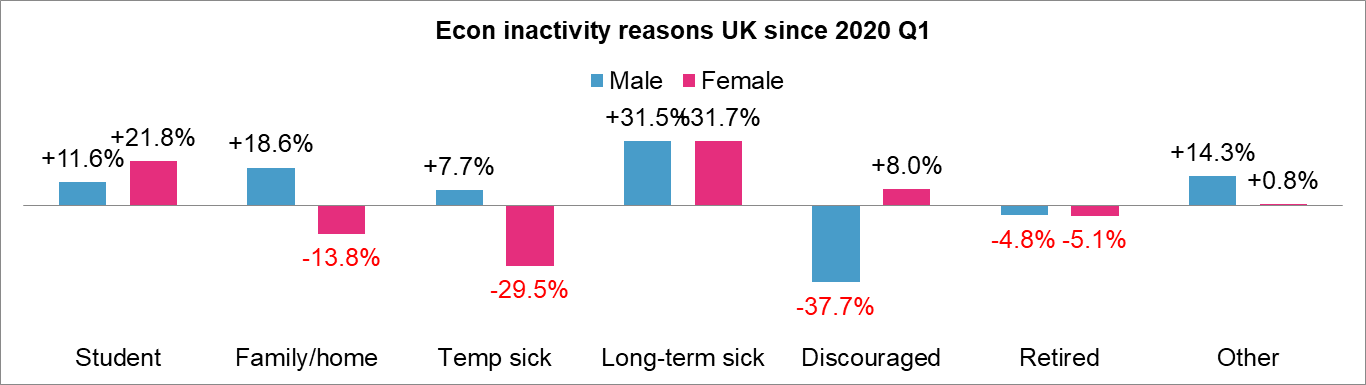 Econ inactivity reasons UK since 2020 Q1
Male Female
+11.6% +21.8% +18.6% -13.8% +7.7% -29.5% +31.5% +31.7% -37.7% +8.0% -4.8% -5.1% +14.3% +0.8%
Student Family/home Temp sick Long-term sick Discouraged Retired Other